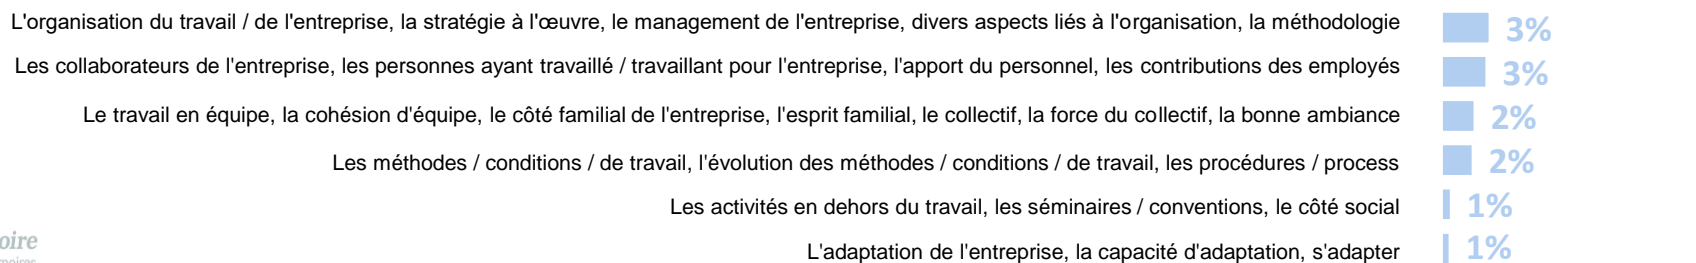 L'organisation du travail / de l'entreprise, la stratégie à l'œuvre, le management de l'entreprise, divers aspects liés à l'organisation, la méthodologie 3%
Les collaborateurs de l'entreprise, les personnes ayant travaillé / travaillant pour l'entreprise, l'apport du personnel, les contributions des employés 3%
Le travail en équipe, la cohésion d'équipe, le côté familial de l'entreprise, l'esprit familial, le collectif, la force du collectif, la bonne ambiance 2%
Les méthodes / conditions / de travail, l'évolution des méthodes / conditions / de travail, les procédures / process 2%
Les activités en dehors du travail, les séminaires / conventions, le côté social 1%
L'adaptation de l'entreprise, la capacité d'adaptation, s'adapter 1%